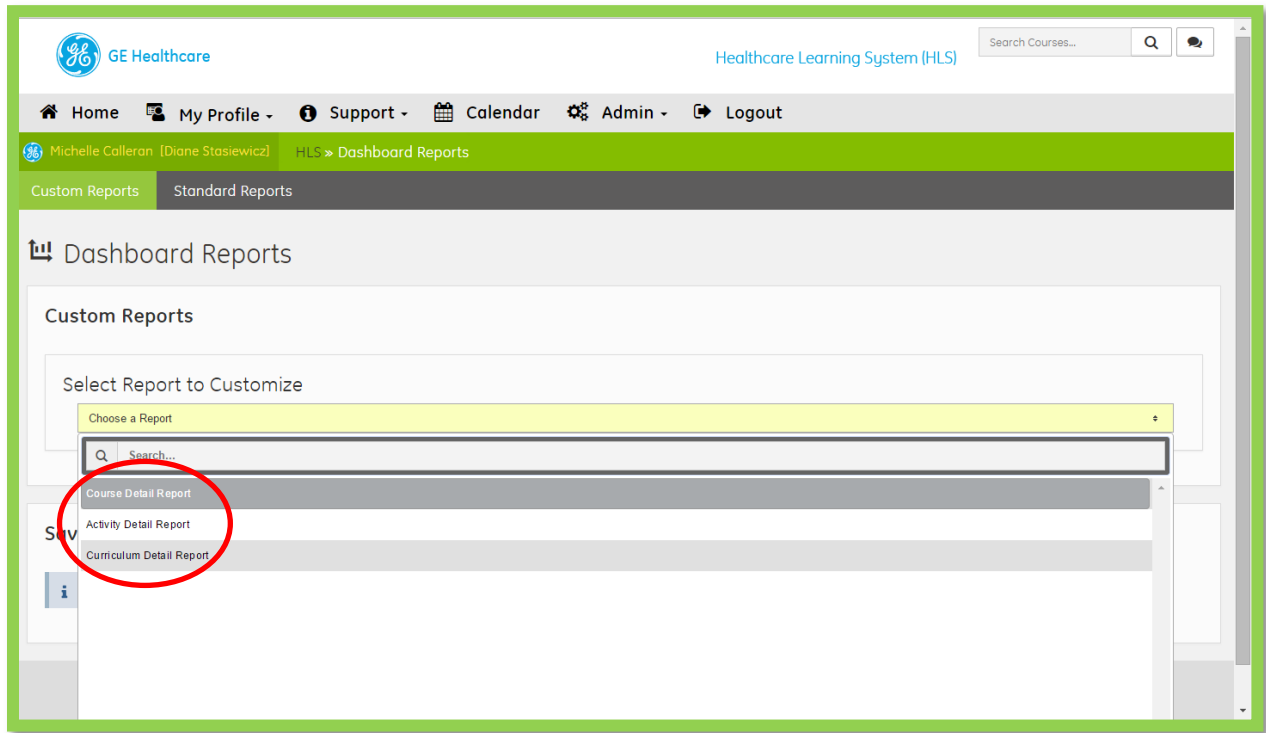 GE Healthcare
Healthcare Learning System (HLS)
Search Courses...
Home My Profile Support Calendar Admin Logout
Michelle Calleran [Diane Stasiewicz] HLS » Dashboard Reports
Custom Reports Standard Reports
Dashboard Reports
Custom Reports
Select Report to Customize
Choose a Report
Search...
Course Detail Report
Activity Detail Report
Curriculum Detail Report
Sav
i